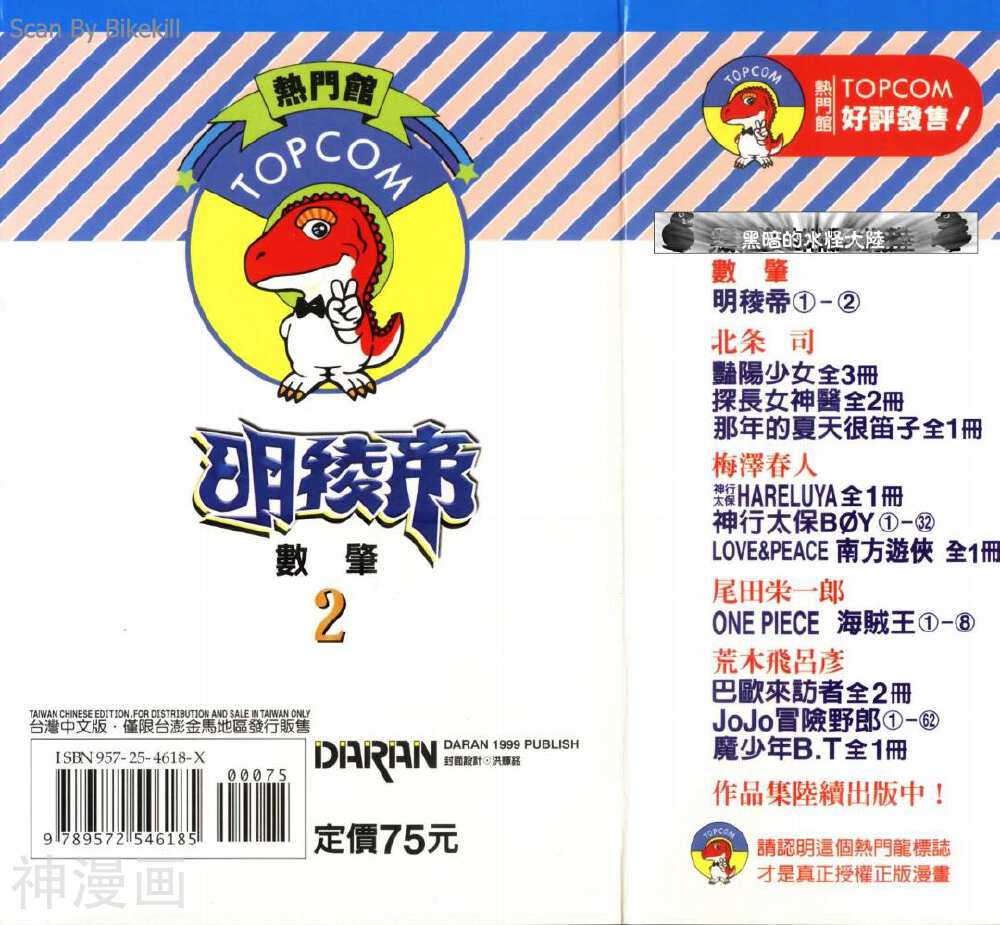 Scan By Bikekill
熱門館
TOPCOM
明稜帝
數 肇
2
TAIWAN CHINESE EDITION, FOR DISTRIBUTION AND SALE IN TAIWAN ONLY
台灣中文版・僅限台澎金馬地區發行販售
ISBN 957-25-4618-X
00075
9 789572 546185
DARAN
DARAN 1999 PUBLISH
封面設計⊙洪輝銘
定價75元
神漫画
TOPCOM
熱門館
TOPCOM
好評發售！
黑暗的水怪大陸
數 肇
明稜帝①-②
北条 司
豔陽少女全3冊
探長女神醫全2冊
那年的夏天很笛子全1冊
梅澤春人
神行太保HARELUYA全1冊
神行太保BØY①-㉜
LOVE&PEACE 南方遊俠 全1冊
尾田栄一郎
ONE PIECE 海賊王①-⑧
荒木飛呂彥
巴歐來訪者全2冊
JoJo冒險野郎①-62
魔少年B.T全1冊
作品集陸續出版中！
TOPCOM
請認明這個熱門龍標誌
才是真正授權正版漫畫